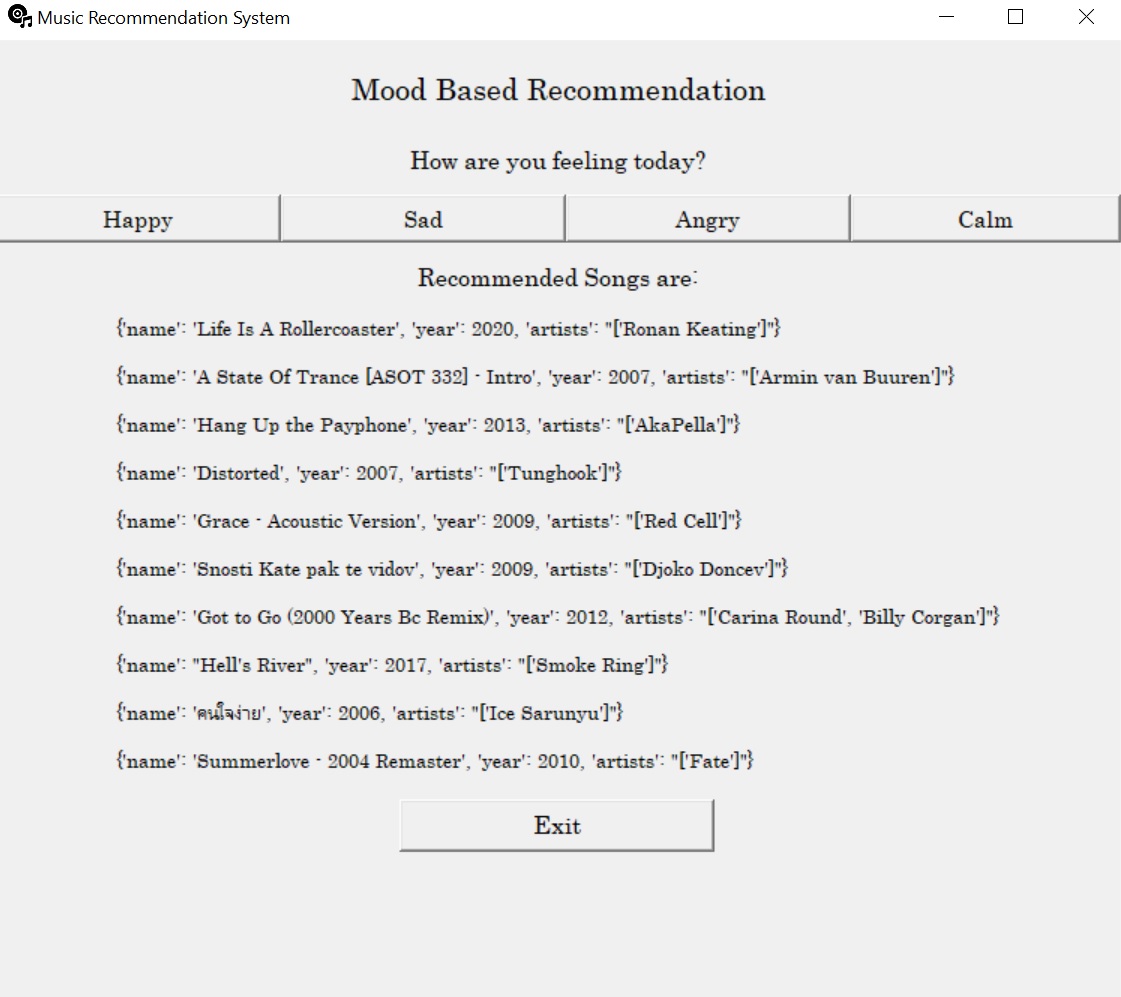 Music Recommendation System
Mood Based Recommendation
How are you feeling today?
Happy Sad Angry Calm
Recommended Songs are:
{'name': 'Life Is A Rollercoaster', 'year': 2020, 'artists': "['Ronan Keating']"}
{'name': 'A State Of Trance [ASOT 332] - Intro', 'year': 2007, 'artists': "['Armin van Buuren']"}
{'name': 'Hang Up the Payphone', 'year': 2013, 'artists': "['AkaPella']"}
{'name': 'Distorted', 'year': 2007, 'artists': "['Tunghook']"}
{'name': 'Grace - Acoustic Version', 'year': 2009, 'artists': "['Red Cell']"}
{'name': 'Snosti Kate pak te vidov', 'year': 2009, 'artists': "['Djoko Doncev']"}
{'name': 'Got to Go (2000 Years Bc Remix)', 'year': 2012, 'artists': "['Carina Round', 'Billy Corgan']"}
{'name': "Hell's River", 'year': 2017, 'artists': "['Smoke Ring']"}
{'name': 'คนใจง่าย', 'year': 2006, 'artists': "['Ice Sarunyu']"}
{'name': 'Summerlove - 2004 Remaster', 'year': 2010, 'artists': "['Fate']"}
Exit